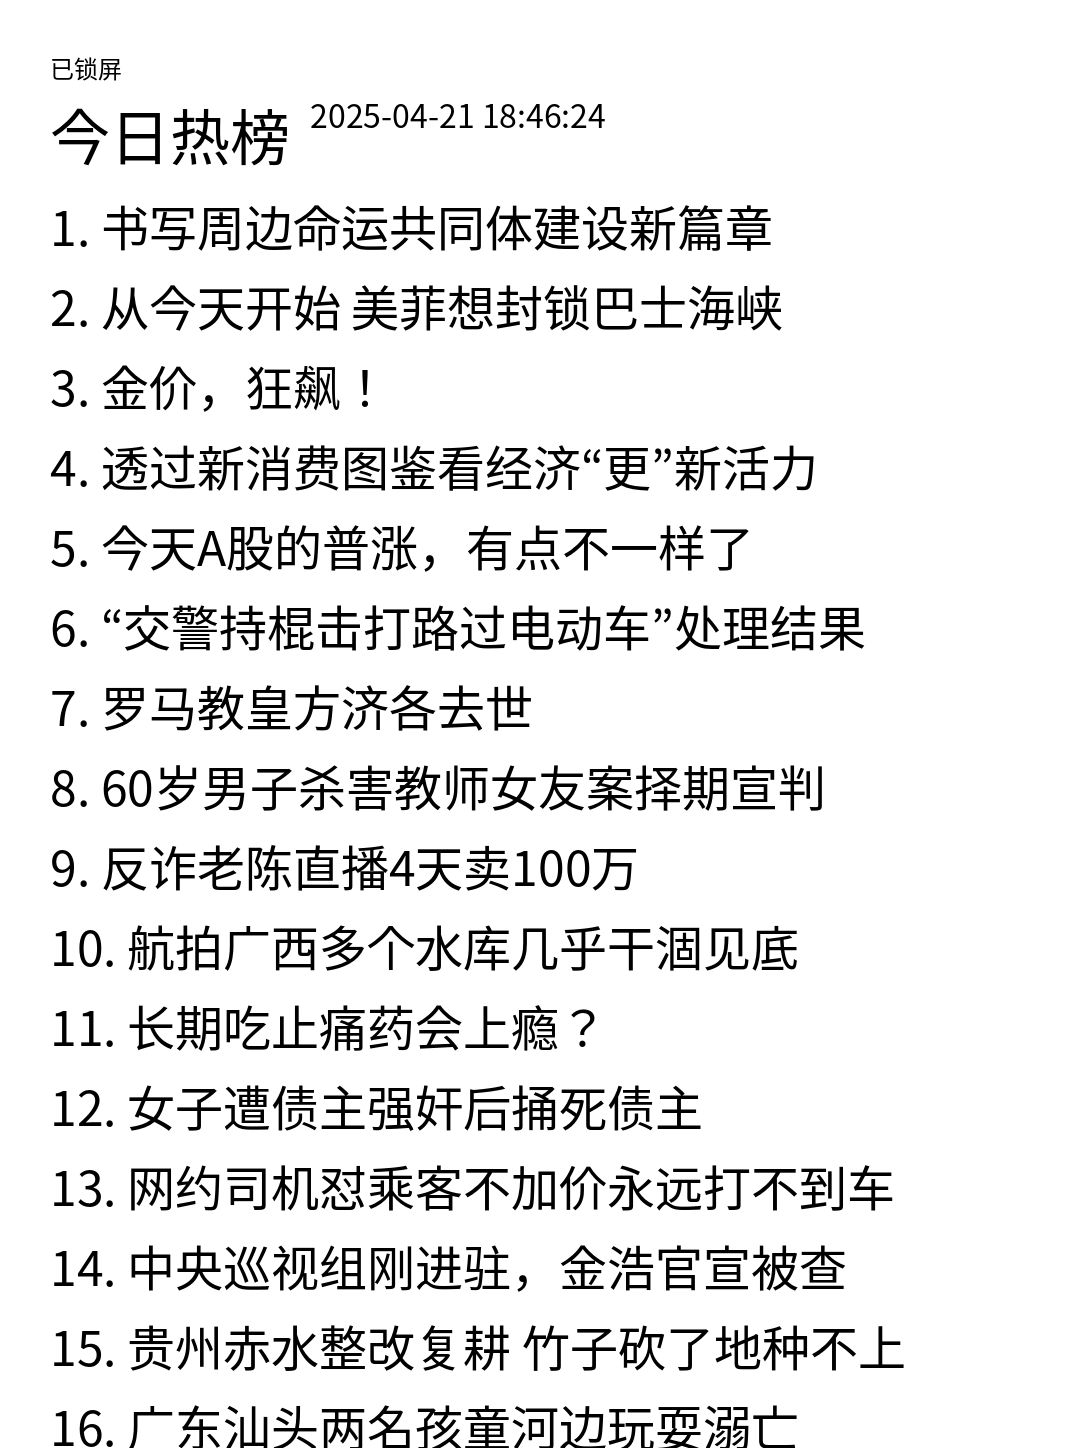 已锁屏
今日热榜 2025-04-21 18:46:24
1. 书写周边命运共同体建设新篇章
2. 从今天开始 美菲想封锁巴士海峡
3. 金价，狂飙！
4. 透过新消费图鉴看经济“更”新活力
5. 今天A股的普涨，有点不一样了
6. “交警持棍击打路过电动车”处理结果
7. 罗马教皇方济各去世
8. 60岁男子杀害教师女友案择期宣判
9. 反诈老陈直播4天卖100万
10. 航拍广西多个水库几乎干涸见底
11. 长期吃止痛药会上瘾？
12. 女子遭债主强奸后捅死债主
13. 网约司机怼乘客不加价永远打不到车
14. 中央巡视组刚进驻，金浩官宣被查
15. 贵州赤水整改复耕 竹子砍了地种不上
16. 广东汕头两名孩童河边玩耍溺亡